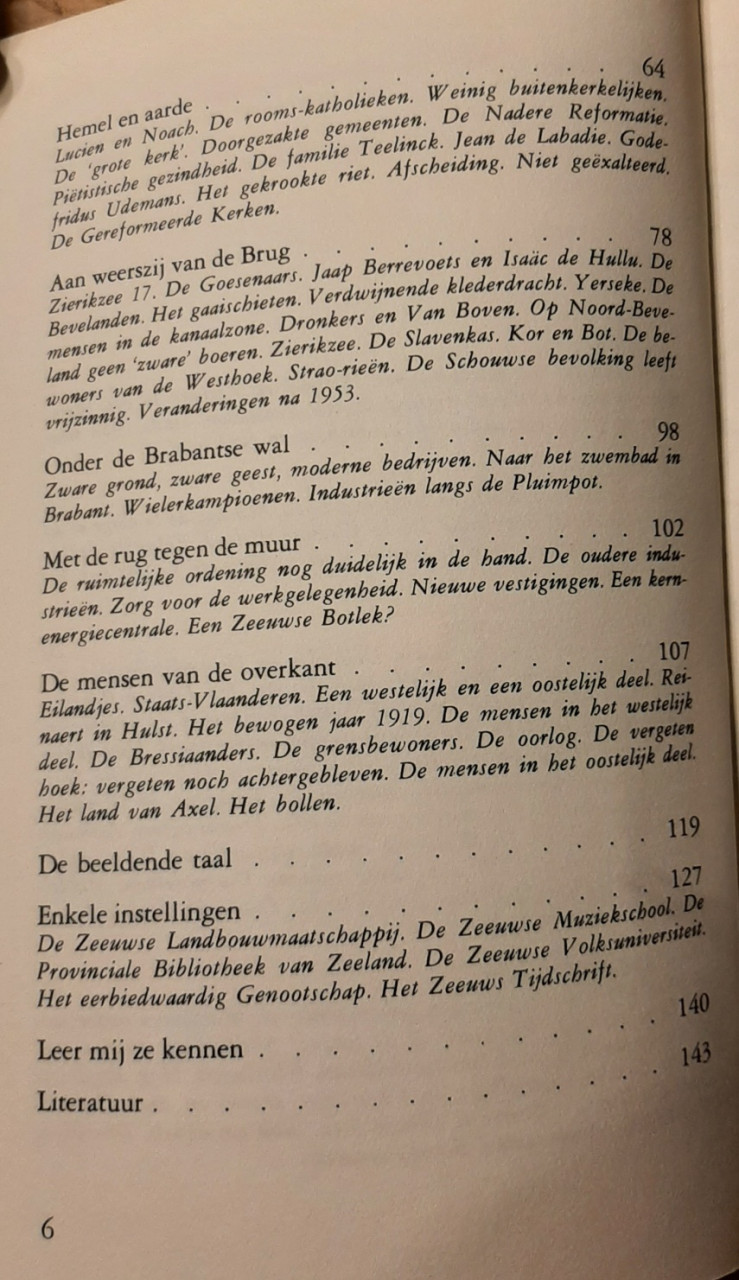 Hemel en aarde . . . . . . . . . . . . 64
Lucien en Noach. De rooms-katholieken. Weinig buitenkerkelijken.
De 'grote kerk'. Doorgezakte gemeenten. De Nadere Reformatie.
Piëtistische gezindheid. De familie Teelinck. Jean de Labadie. Gode-
fridus Udemans. Het gekrookte riet. Afscheiding. Niet geëxalteerd.
De Gereformeerde Kerken.
Aan weerszij van de Brug . . . . . . . . . . 78
Zierikzee 17. De Goesenaars. Jaap Berrevoets en Isaäc de Hullu. De
Bevelanden. Het gaaischieten. Verdwijnende klederdracht. Yerseke. De
mensen in de kanaalzone. Dronkers en Van Boven. Op Noord-Beve-
land geen 'zware' boeren. Zierikzee. De Slavenkas. Kor en Bot. De be-
woners van de Westhoek. Strao-rieën. De Schouwse bevolking leeft
vrijzinnig. Veranderingen na 1953.
Onder de Brabantse wal . . . . . . . . . . . 98
Zware grond, zware geest, moderne bedrijven. Naar het zwembad in
Brabant. Wielerkampioenen. Industrieën langs de Pluimpot.
Met de rug tegen de muur . . . . . . . . . . 102
De ruimtelijke ordening nog duidelijk in de hand. De oudere indu-
strieën. Zorg voor de werkgelegenheid. Nieuwe vestigingen. Een kern-
energiecentrale. Een Zeeuwse Botlek?
De mensen van de overkant . . . . . . . . . 107
Eilandjes. Staats-Vlaanderen. Een westelijk en een oostelijk deel. Rei-
naert in Hulst. Het bewogen jaar 1919. De mensen in het westelijk
deel. De Bressiaanders. De grensbewoners. De oorlog. De vergeten
hoek: vergeten noch achtergebleven. De mensen in het oostelijk deel.
Het land van Axel. Het bollen.
De beeldende taal . . . . . . . . . . . . 119
Enkele instellingen . . . . . . . . . . . . 127
De Zeeuwse Landbouwmaatschappij. De Zeeuwse Muziekschool. De
Provinciale Bibliotheek van Zeeland. De Zeeuwse Volksuniversiteit.
Het eerbiedwaardig Genootschap. Het Zeeuws Tijdschrift.
Leer mij ze kennen . . . . . . . . . . . . 140
Literatuur . . . . . . . . . . . . . . . 143
6